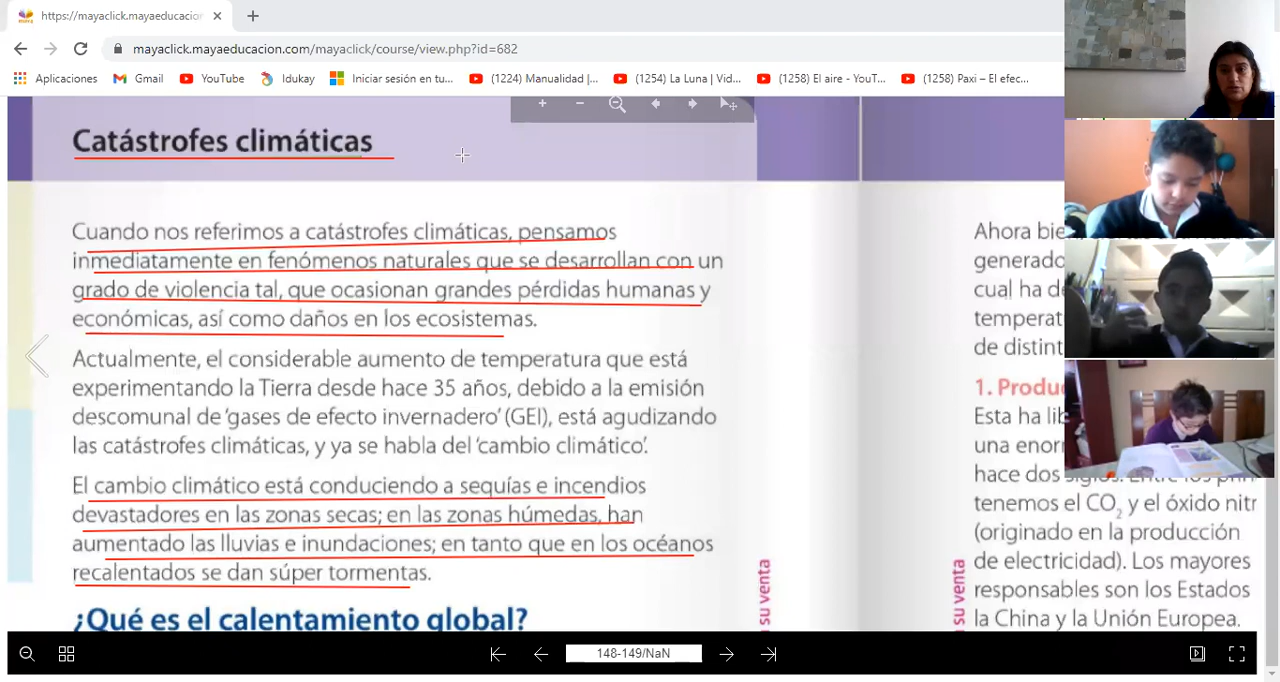 https://mayaclick.mayaeducacion
mayaclick.mayaeducacion.com/mayaclick/course/view.php?id=682
Aplicaciones
Gmail
YouTube
Idukay
Iniciar sesión en tu...
(1224) Manualidad |...
(1254) La Luna | Vid...
(1258) El aire - YouT...
(1258) Paxi – El efec...
Catástrofes climáticas
Cuando nos referimos a catástrofes climáticas, pensamos
inmediatamente en fenómenos naturales que se desarrollan con un
grado de violencia tal, que ocasionan grandes pérdidas humanas y
económicas, así como daños en los ecosistemas.
Actualmente, el considerable aumento de temperatura que está
experimentando la Tierra desde hace 35 años, debido a la emisión
descomunal de ‘gases de efecto invernadero’ (GEI), está agudizando
las catástrofes climáticas, y ya se habla del ‘cambio climático’.
El cambio climático está conduciendo a sequías e incendios
devastadores en las zonas secas; en las zonas húmedas, han
aumentado las lluvias e inundaciones; en tanto que en los océanos
recalentados se dan súper tormentas.
¿Qué es el calentamiento global?
su venta
Ahora bie
generado
cual ha de
temperat
de distint
1. Produ
Esta ha lib
una enor
hace dos siglos. Entre los prin
tenemos el CO₂ y el óxido nitr
(originado en la producción
de electricidad). Los mayores
responsables son los Estados
la China y la Unión Europea.
su venta
148-149/NaN